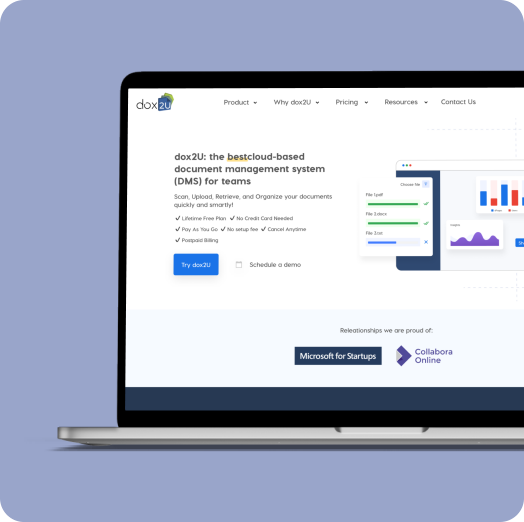 dox2U
Product
Why dox2U
Pricing
Resources
Contact Us
dox2U: the bestcloud-based
document management system
(DMS) for teams
Scan, Upload, Retrieve, and Organize your documents
quickly and smartly!
✓ Lifetime Free Plan ✓ No Credit Card Needed
✓ Pay As You Go ✓ No setup fee ✓ Cancel Anytime
✓ Postpaid Billing
Try dox2U
Schedule a demo
Choose file
File 1.pdf
File 2.docx
File 3.txt
Releationships we are proud of:
Microsoft for Startups
Collabora
Online